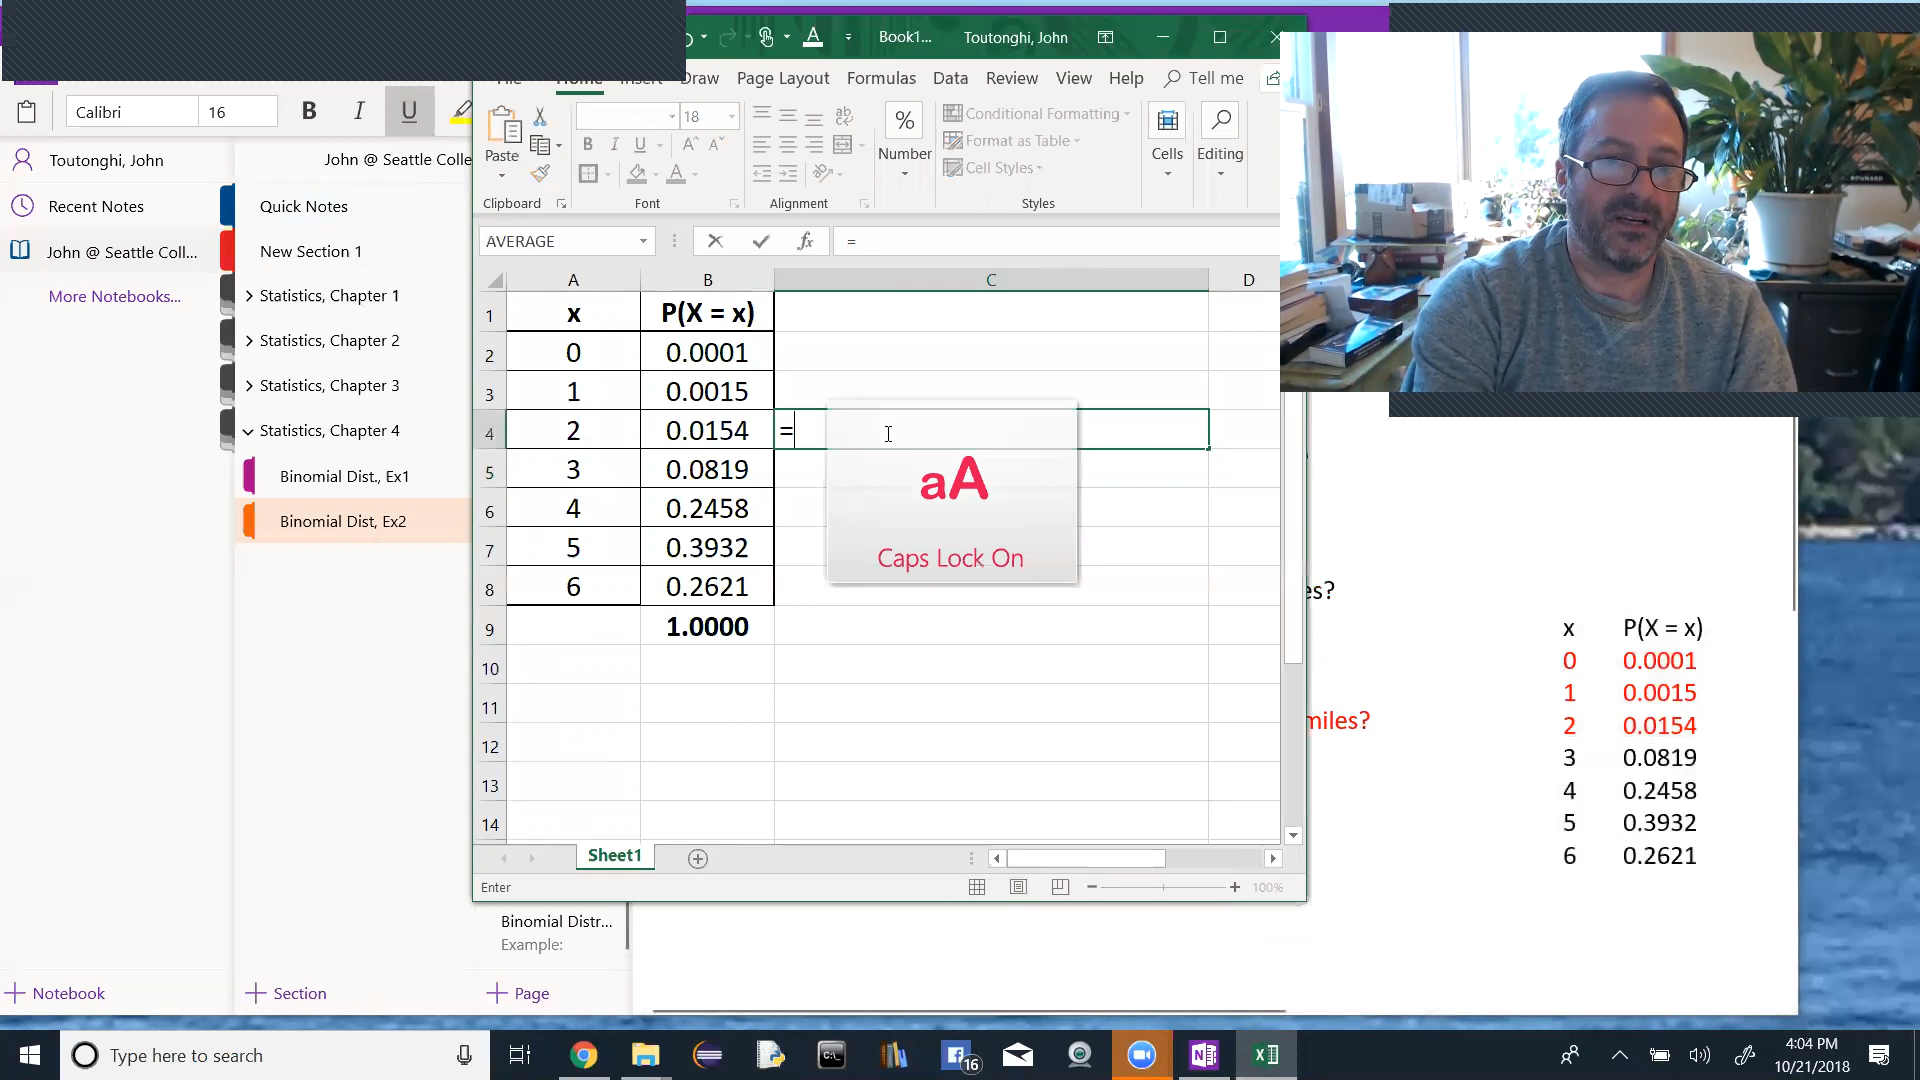 Book1...
Toutonghi, John
Home
Draw
Page Layout
Formulas
Data
Review
View
Help
Tell me
Calibri
16
B
I
U
Paste
Clipboard
18
B
I
U
A
A
A
Font
Alignment
%
Number
Conditional Formatting
Format as Table
Cell Styles
Styles
Cells
Editing
Toutonghi, John
Recent Notes
John @ Seattle Coll...
More Notebooks...
John @ Seattle Colle
Quick Notes
New Section 1
Statistics, Chapter 1
Statistics, Chapter 2
Statistics, Chapter 3
Statistics, Chapter 4
Binomial Dist., Ex1
Binomial Dist, Ex2
AVERAGE
fx
=
A B C D
1 x P(X = x)
2 0 0.0001
3 1 0.0015
4 2 0.0154 =
5 3 0.0819
6 4 0.2458
7 5 0.3932
8 6 0.2621
9 1.0000
10
11
12
13
14
aA
Caps Lock On
Sheet1
Enter
100%
es?
miles?
x P(X = x)
0 0.0001
1 0.0015
2 0.0154
3 0.0819
4 0.2458
5 0.3932
6 0.2621
Binomial Distr...
Example:
Notebook
Section
Page
Type here to search
16
4:04 PM
10/21/2018